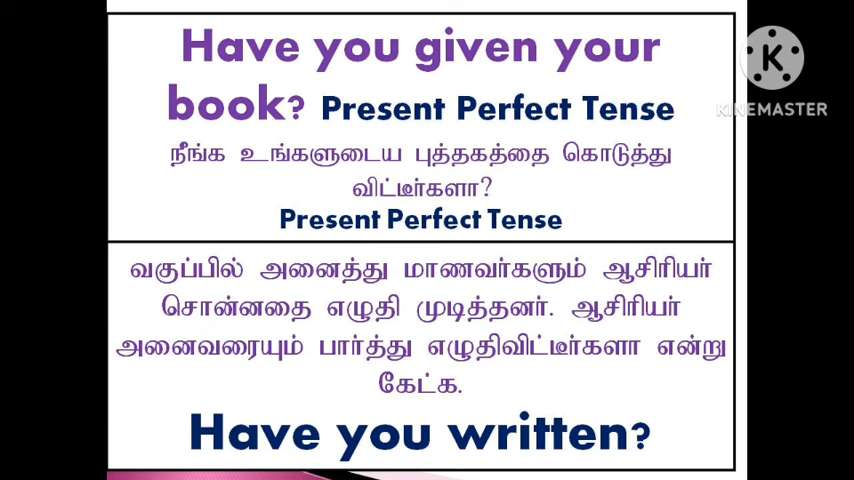 Have you given your
book? Present Perfect Tense
நீங்க உங்களுடைய புத்தகத்தை கொடுத்து
விட்டீர்களா?
Present Perfect Tense
வகுப்பில் அனைத்து மாணவர்களும் ஆசிரியர்
சொன்னதை எழுதி முடித்தனர். ஆசிரியர்
அனைவரையும் பார்த்து எழுதிவிட்டீர்களா என்று
கேட்க.
Have you written?
K
KINEMASTER